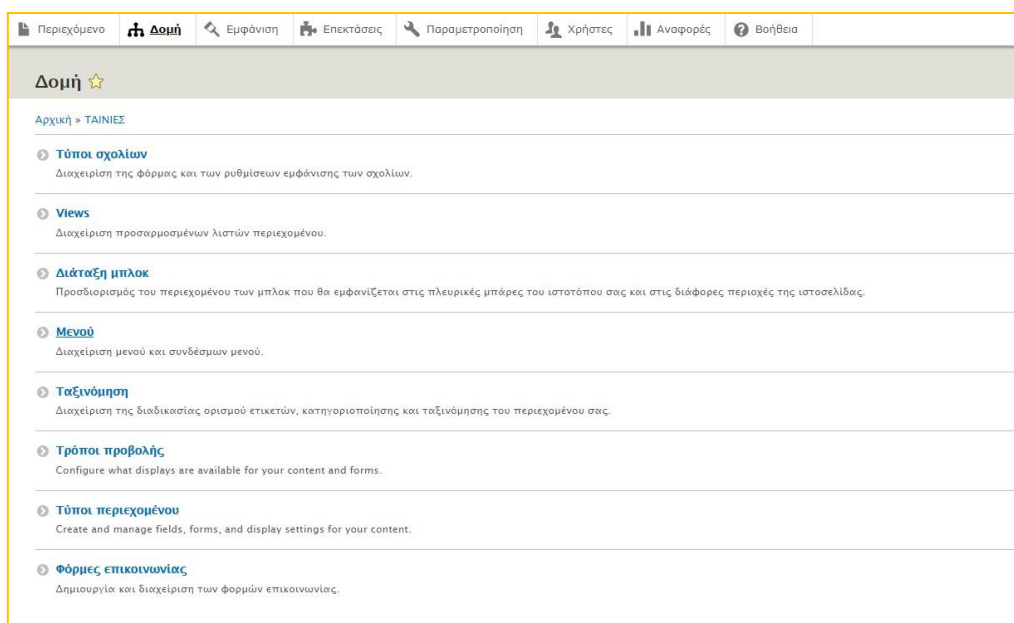 Περιεχόμενο Δομή Εμφάνιση Επεκτάσεις Παραμετροποίηση Χρήστες Αναφορές Βοήθεια
Δομή
Αρχική » ΤΑΙΝΙΕΣ
Τύποι σχολίων
Διαχείριση της φόρμας και των ρυθμίσεων εμφάνισης των σχολίων.
Views
Διαχείριση προσαρμοσμένων λιστών περιεχομένου.
Διάταξη μπλοκ
Προσδιορισμός του περιεχομένου των μπλοκ που θα εμφανίζεται στις πλευρικές μπάρες του ιστοτόπου σας και στις διάφορες περιοχές της ιστοσελίδας.
Μενού
Διαχείριση μενού και συνδέσμων μενού.
Ταξινόμηση
Διαχείριση της διαδικασίας ορισμού ετικετών, κατηγοριοποίησης και ταξινόμησης του περιεχομένου σας.
Τρόποι προβολής
Configure what displays are available for your content and forms.
Τύποι περιεχομένου
Create and manage fields, forms, and display settings for your content.
Φόρμες επικοινωνίας
Δημιουργία και διαχείριση των φορμών επικοινωνίας.